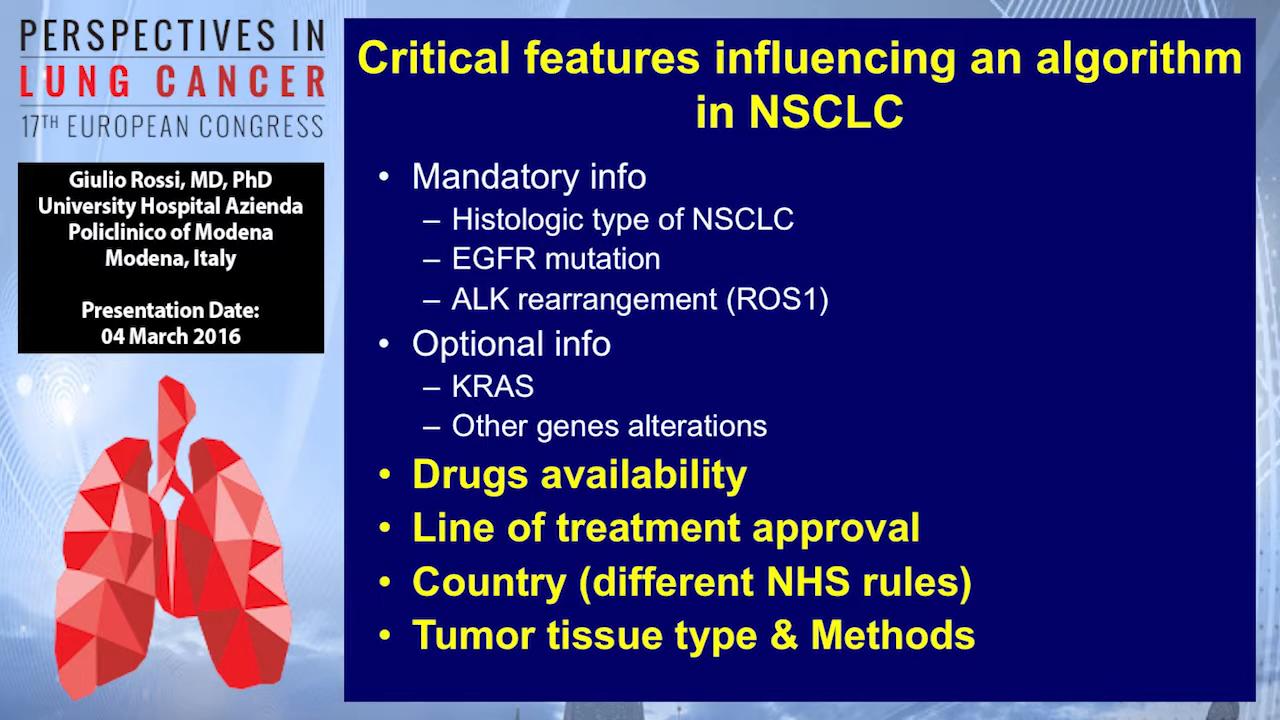 PERSPECTIVES IN
LUNG CANCER
17TH EUROPEAN CONGRESS
Giulio Rossi, MD, PhD
University Hospital Azienda
Policlinico of Modena
Modena, Italy
Presentation Date:
04 March 2016
Critical features influencing an algorithm
in NSCLC
• Mandatory info
– Histologic type of NSCLC
– EGFR mutation
– ALK rearrangement (ROS1)
• Optional info
– KRAS
– Other genes alterations
• Drugs availability
• Line of treatment approval
• Country (different NHS rules)
• Tumor tissue type & Methods